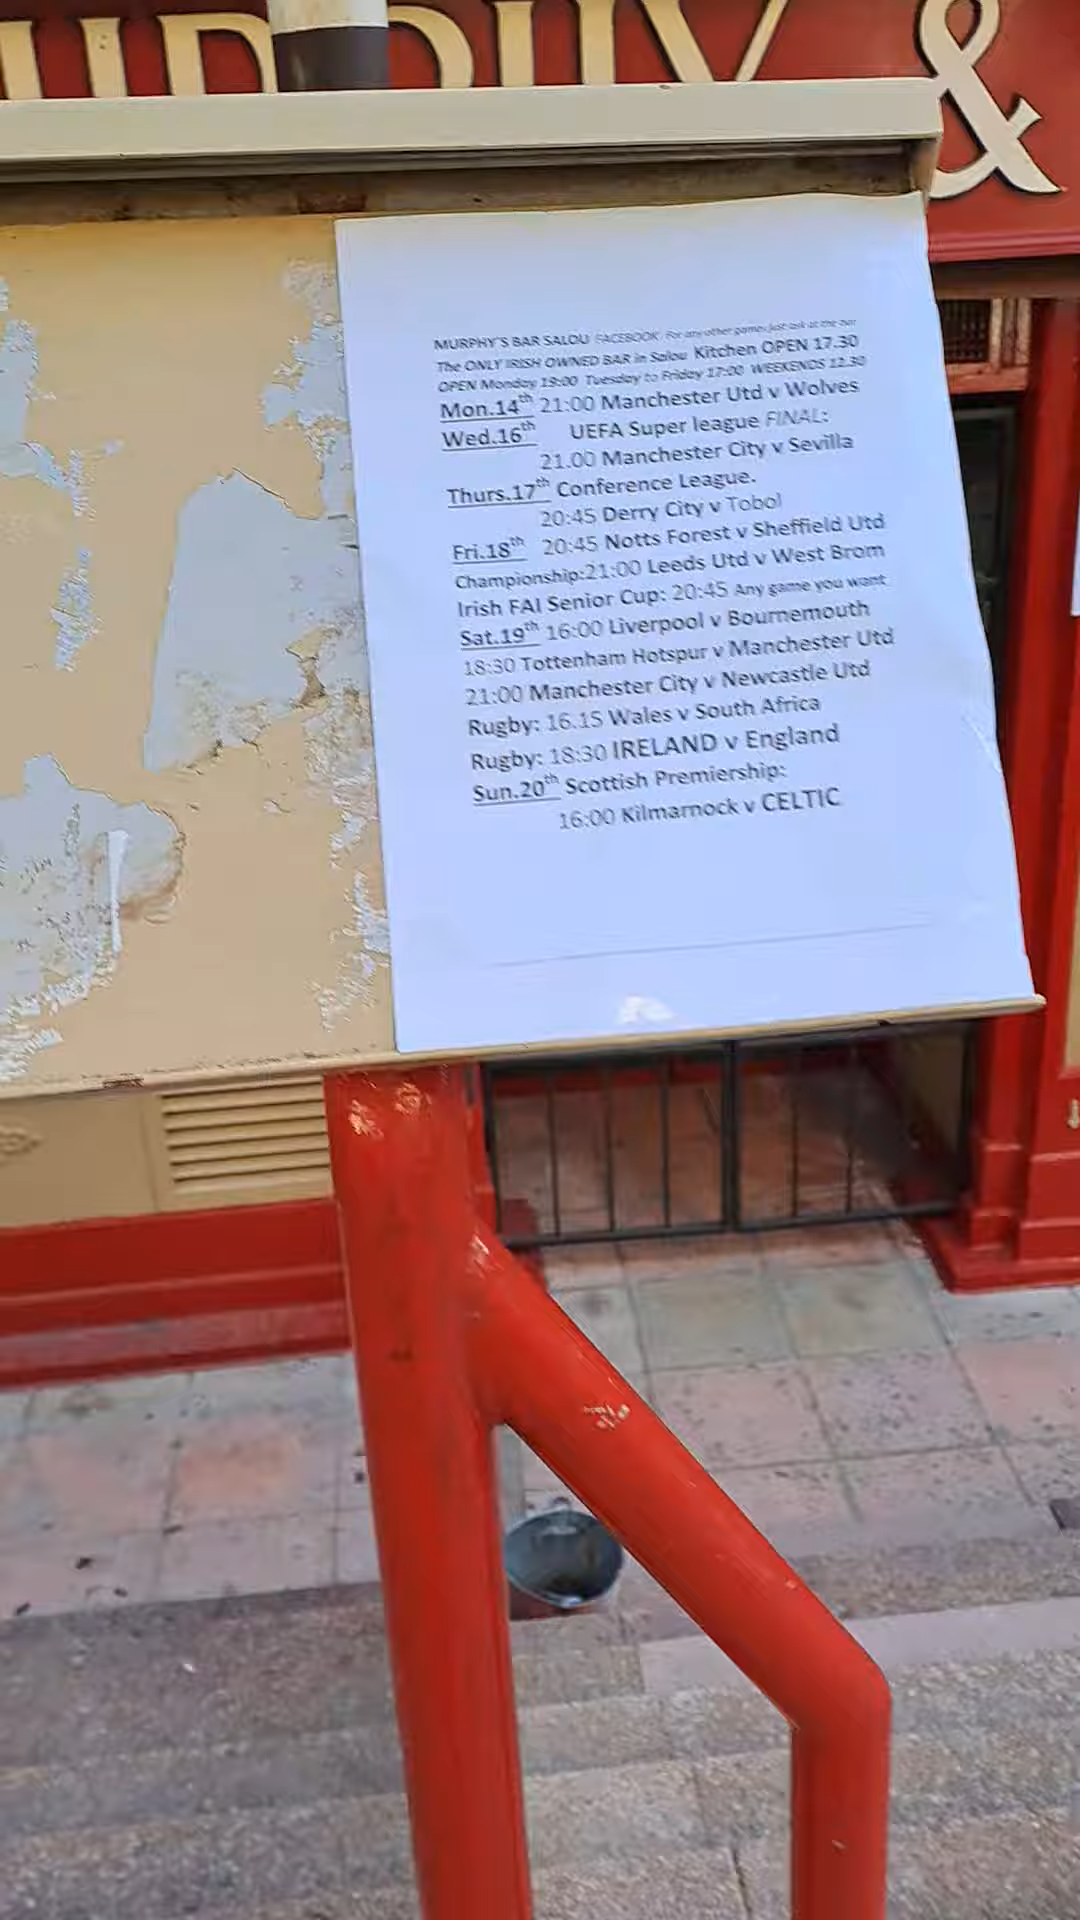 &
MURPHY'S BAR SALOU FACEBOOK For any other games just ask at the bar
The ONLY IRISH OWNED BAR in Salou Kitchen OPEN 17.30
OPEN Monday 19:00 Tuesday to Friday 17:00 WEEKENDS 12.30
Mon.14th 21:00 Manchester Utd v Wolves
Wed.16th UEFA Super league FINAL:
21.00 Manchester City v Sevilla
Thurs.17th Conference League.
20:45 Derry City v Tobol
Fri.18th 20:45 Notts Forest v Sheffield Utd
Championship:21:00 Leeds Utd v West Brom
Irish FAI Senior Cup: 20:45 Any game you want
Sat.19th 16:00 Liverpool v Bournemouth
18:30 Tottenham Hotspur v Manchester Utd
21:00 Manchester City v Newcastle Utd
Rugby: 16.15 Wales v South Africa
Rugby: 18:30 IRELAND v England
Sun.20th Scottish Premiership:
16:00 Kilmarnock v CELTIC